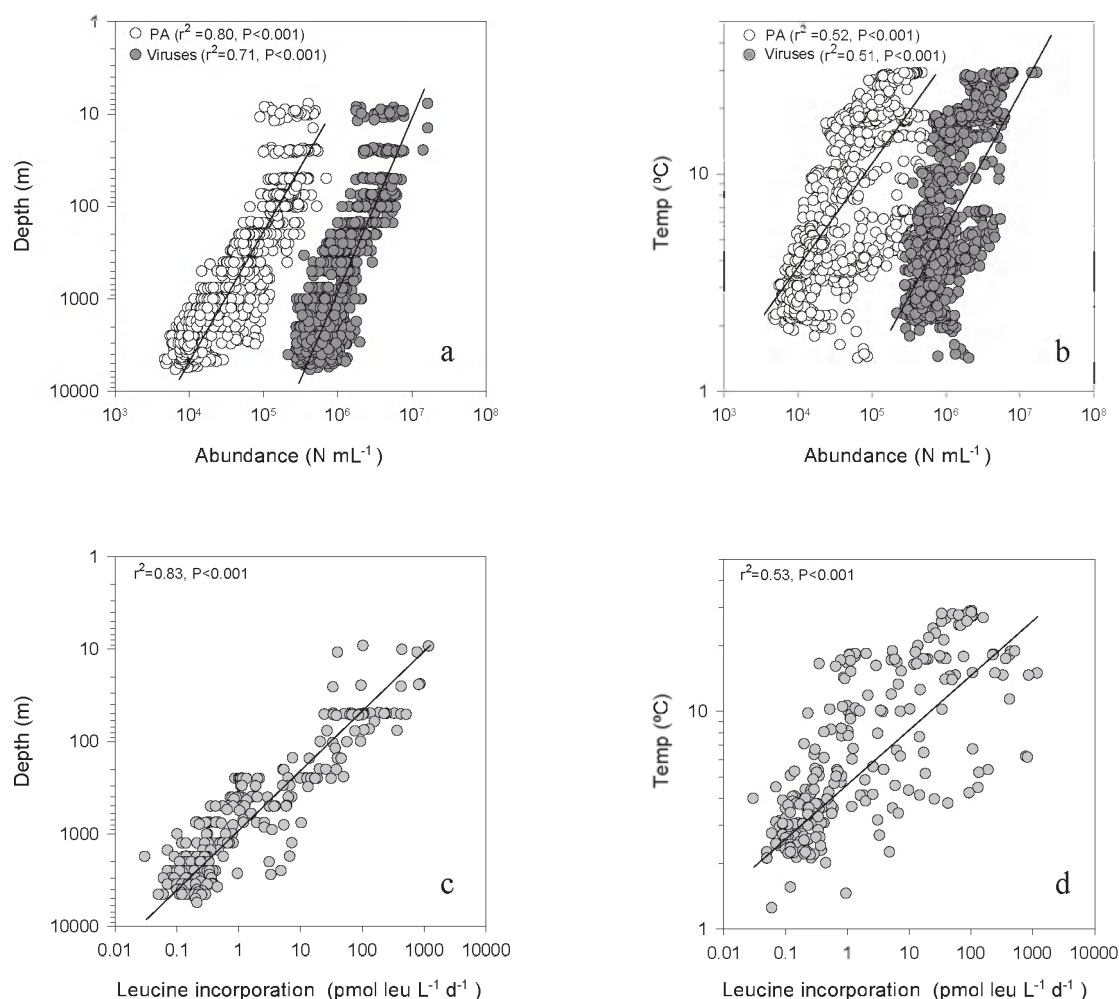 PA (r² =0.80, P<0.001)
Viruses (r²=0.71, P<0.001)
1
10
100
1000
10000
Depth (m)
a
10³ 10⁴ 10⁵ 10⁶ 10⁷ 10⁸
Abundance (N mL⁻¹)
PA (r² =0.52, P<0.001)
Viruses (r²=0.51, P<0.001)
10
1
Temp (ºC)
b
10³ 10⁴ 10⁵ 10⁶ 10⁷ 10⁸
Abundance (N mL⁻¹)
r²=0.83, P<0.001
1
10
100
1000
10000
Depth (m)
c
0.01 0.1 1 10 100 1000 10000
Leucine incorporation (pmol leu L⁻¹ d⁻¹)
r²=0.53, P<0.001
10
1
Temp (ºC)
d
0.01 0.1 1 10 100 1000 10000
Leucine incorporation (pmol leu L⁻¹ d⁻¹)